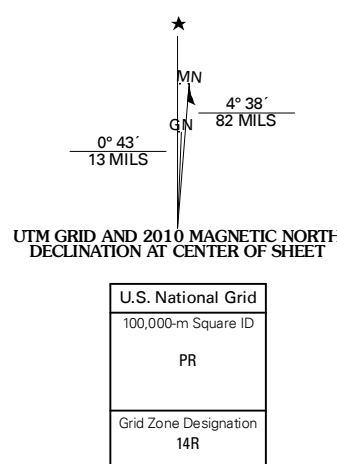 ★
MN
GN
4° 38´
82 MILS
0° 43´
13 MILS
UTM GRID AND 2010 MAGNETIC NORTH
DECLINATION AT CENTER OF SHEET
U.S. National Grid
100,000-m Square ID
PR
Grid Zone Designation
14R